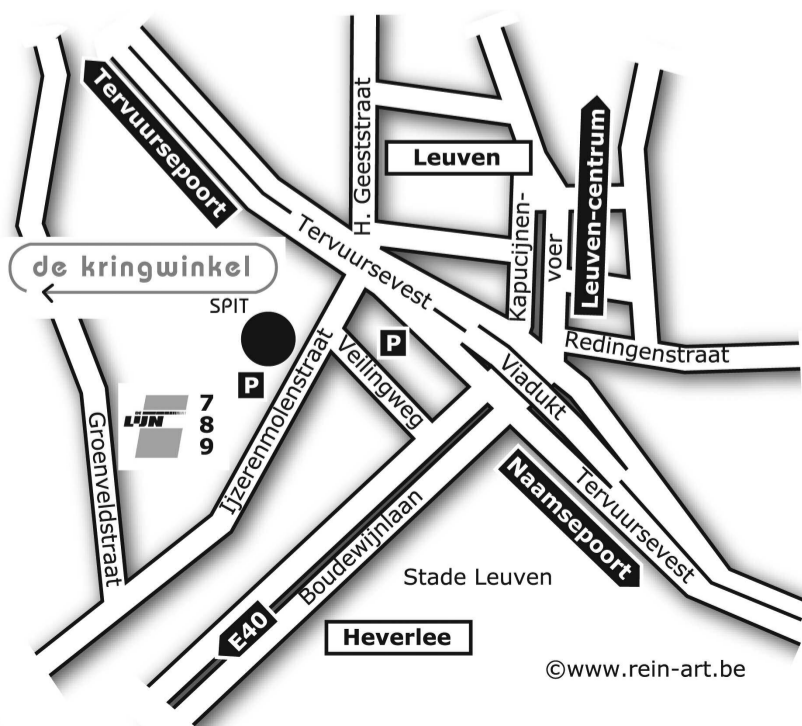 Tervuursepoort
H. Geeststraat
Leuven
Kapucijnen-
voer
Leuven-centrum
de kringwinkel
Tervuursevest
SPIT
P
P
Veilingweg
Viadukt
Redingenstraat
LIJN
7
8
9
Groenveldstraat
Ijzerenmolenstraat
Boudewijnlaan
Naamsepoort
Tervuursevest
Stade Leuven
E40
Heverlee
©www.rein-art.be